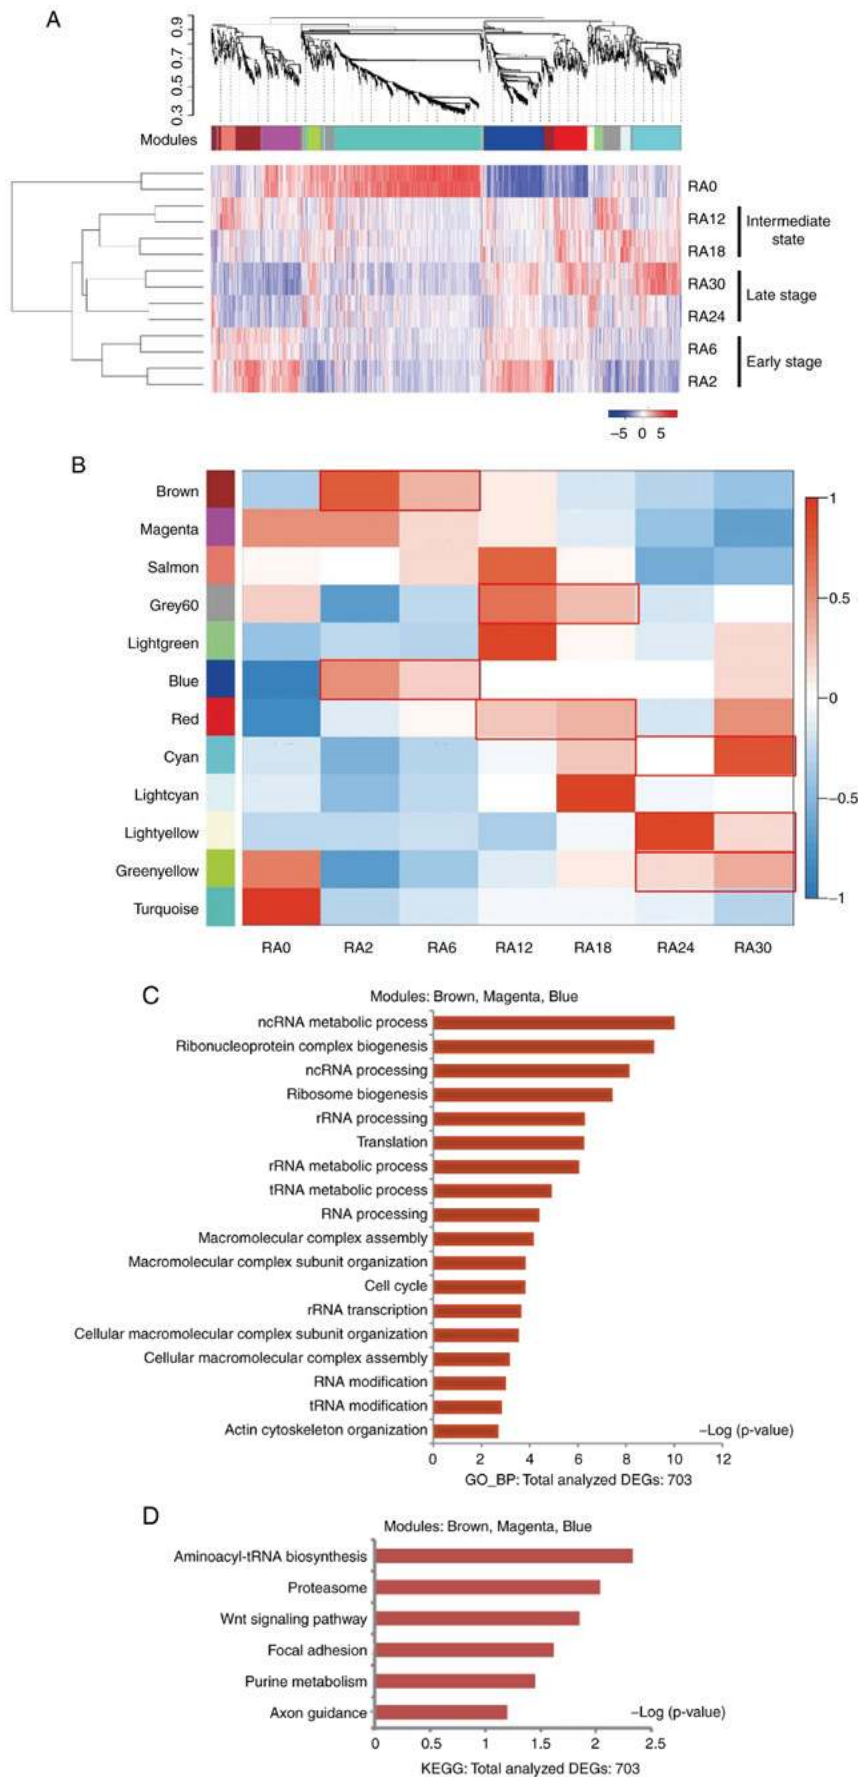 A
0.9
0.7
0.5
0.3
Modules
RA0
RA12
RA18
RA30
RA24
RA6
RA2
Intermediate
state
Late stage
Early stage
−5 0 5
B
Brown
Magenta
Salmon
Grey60
Lightgreen
Blue
Red
Cyan
Lightcyan
Lightyellow
Greenyellow
Turquoise
RA0 RA2 RA6 RA12 RA18 RA24 RA30
1
−0.5
−0
−0.5
−1
C
Modules: Brown, Magenta, Blue
ncRNA metabolic process
Ribonucleoprotein complex biogenesis
ncRNA processing
Ribosome biogenesis
rRNA processing
Translation
rRNA metabolic process
tRNA metabolic process
RNA processing
Macromolecular complex assembly
Macromolecular complex subunit organization
Cell cycle
rRNA transcription
Cellular macromolecular complex subunit organization
Cellular macromolecular complex assembly
RNA modification
tRNA modification
Actin cytoskeleton organization
−Log (p-value)
0 2 4 6 8 10 12
GO_BP: Total analyzed DEGs: 703
D
Modules: Brown, Magenta, Blue
Aminoacyl-tRNA biosynthesis
Proteasome
Wnt signaling pathway
Focal adhesion
Purine metabolism
Axon guidance
−Log (p-value)
0 0.5 1 1.5 2 2.5
KEGG: Total analyzed DEGs: 703